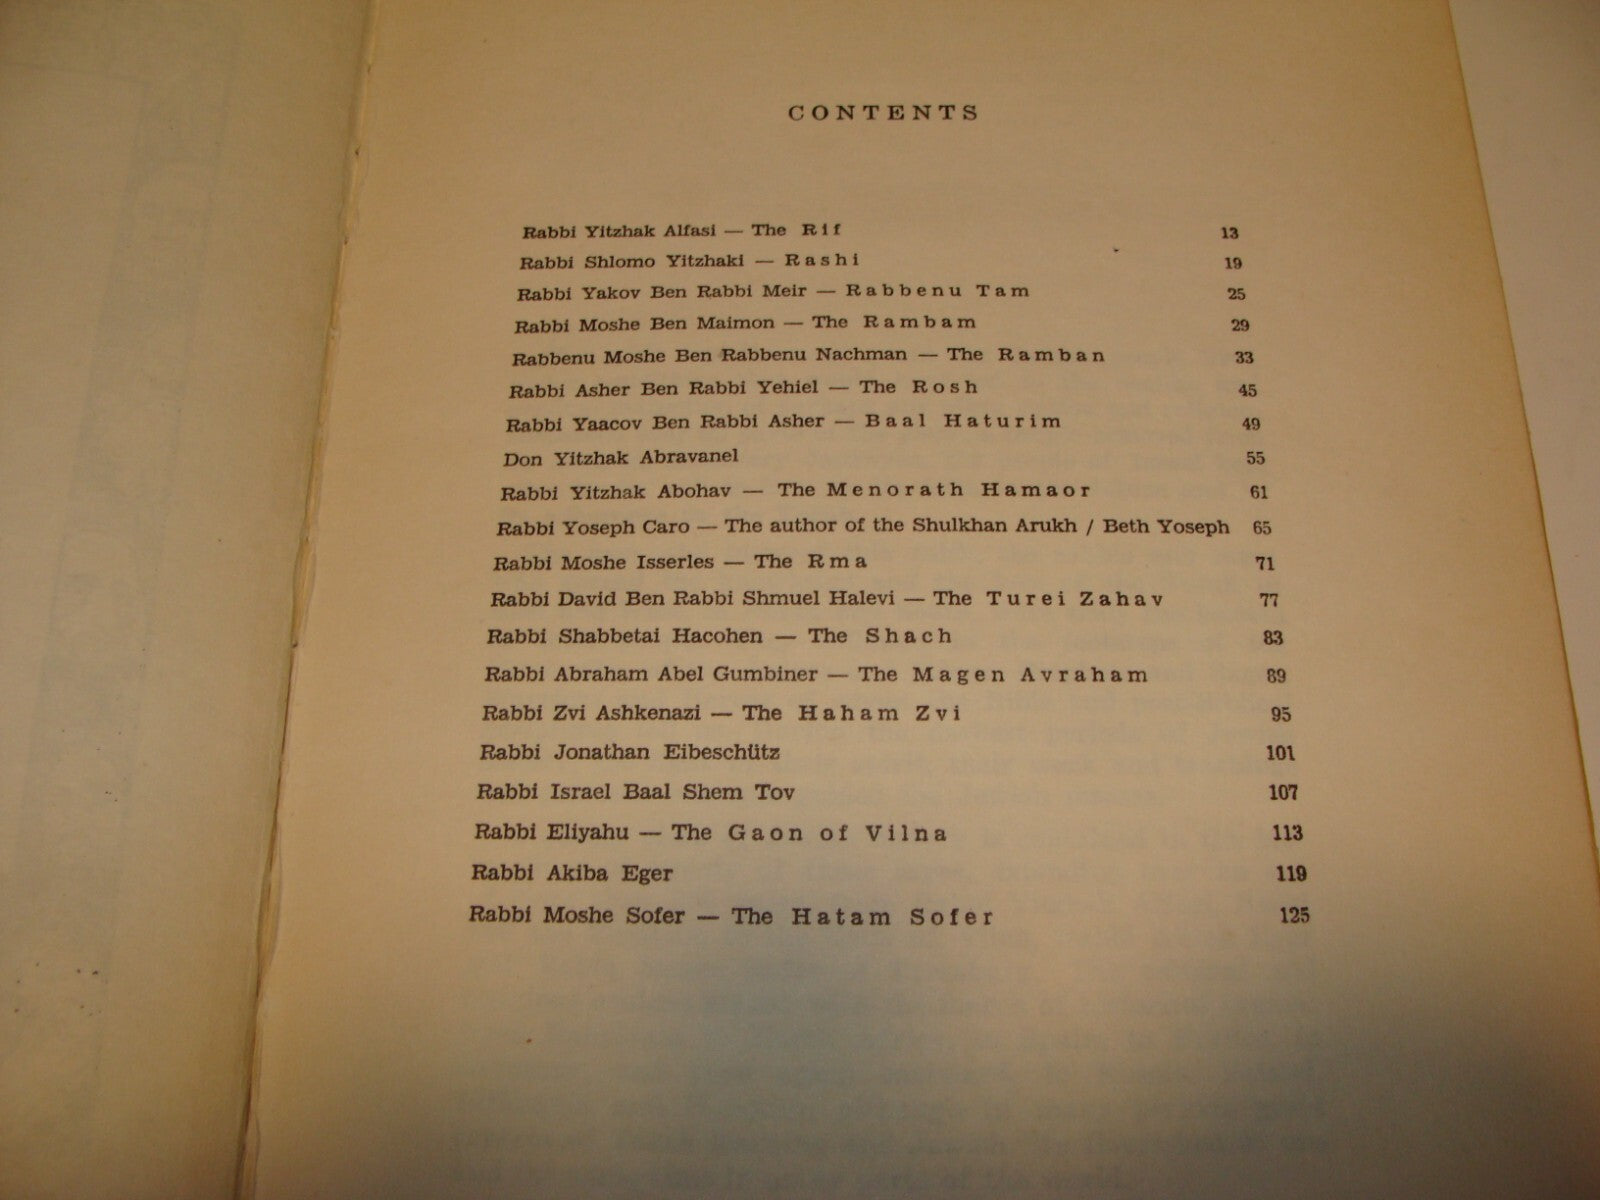 CONTENTS
Rabbi Yitzhak Alfasi — The Rif 13
Rabbi Shlomo Yitzhaki — Rashi 19
Rabbi Yakov Ben Rabbi Meir — Rabbenu Tam 25
Rabbi Moshe Ben Maimon — The Rambam 29
Rabbenu Moshe Ben Rabbenu Nachman — The Ramban 33
Rabbi Asher Ben Rabbi Yehiel — The Rosh 45
Rabbi Yaacov Ben Rabbi Asher — Baal Haturim 49
Don Yitzhak Abravanel 55
Rabbi Yitzhak Abohav — The Menorath Hamaor 61
Rabbi Yoseph Caro — The author of the Shulkhan Arukh / Beth Yoseph 65
Rabbi Moshe Isserles — The Rma 71
Rabbi David Ben Rabbi Shmuel Halevi — The Turei Zahav 77
Rabbi Shabbetai Hacohen — The Shach 83
Rabbi Abraham Abel Gumbiner — The Magen Avraham 89
Rabbi Zvi Ashkenazi — The Haham Zvi 95
Rabbi Jonathan Eibeschütz 101
Rabbi Israel Baal Shem Tov 107
Rabbi Eliyahu — The Gaon of Vilna 113
Rabbi Akiba Eger 119
Rabbi Moshe Sofer — The Hatam Sofer 125